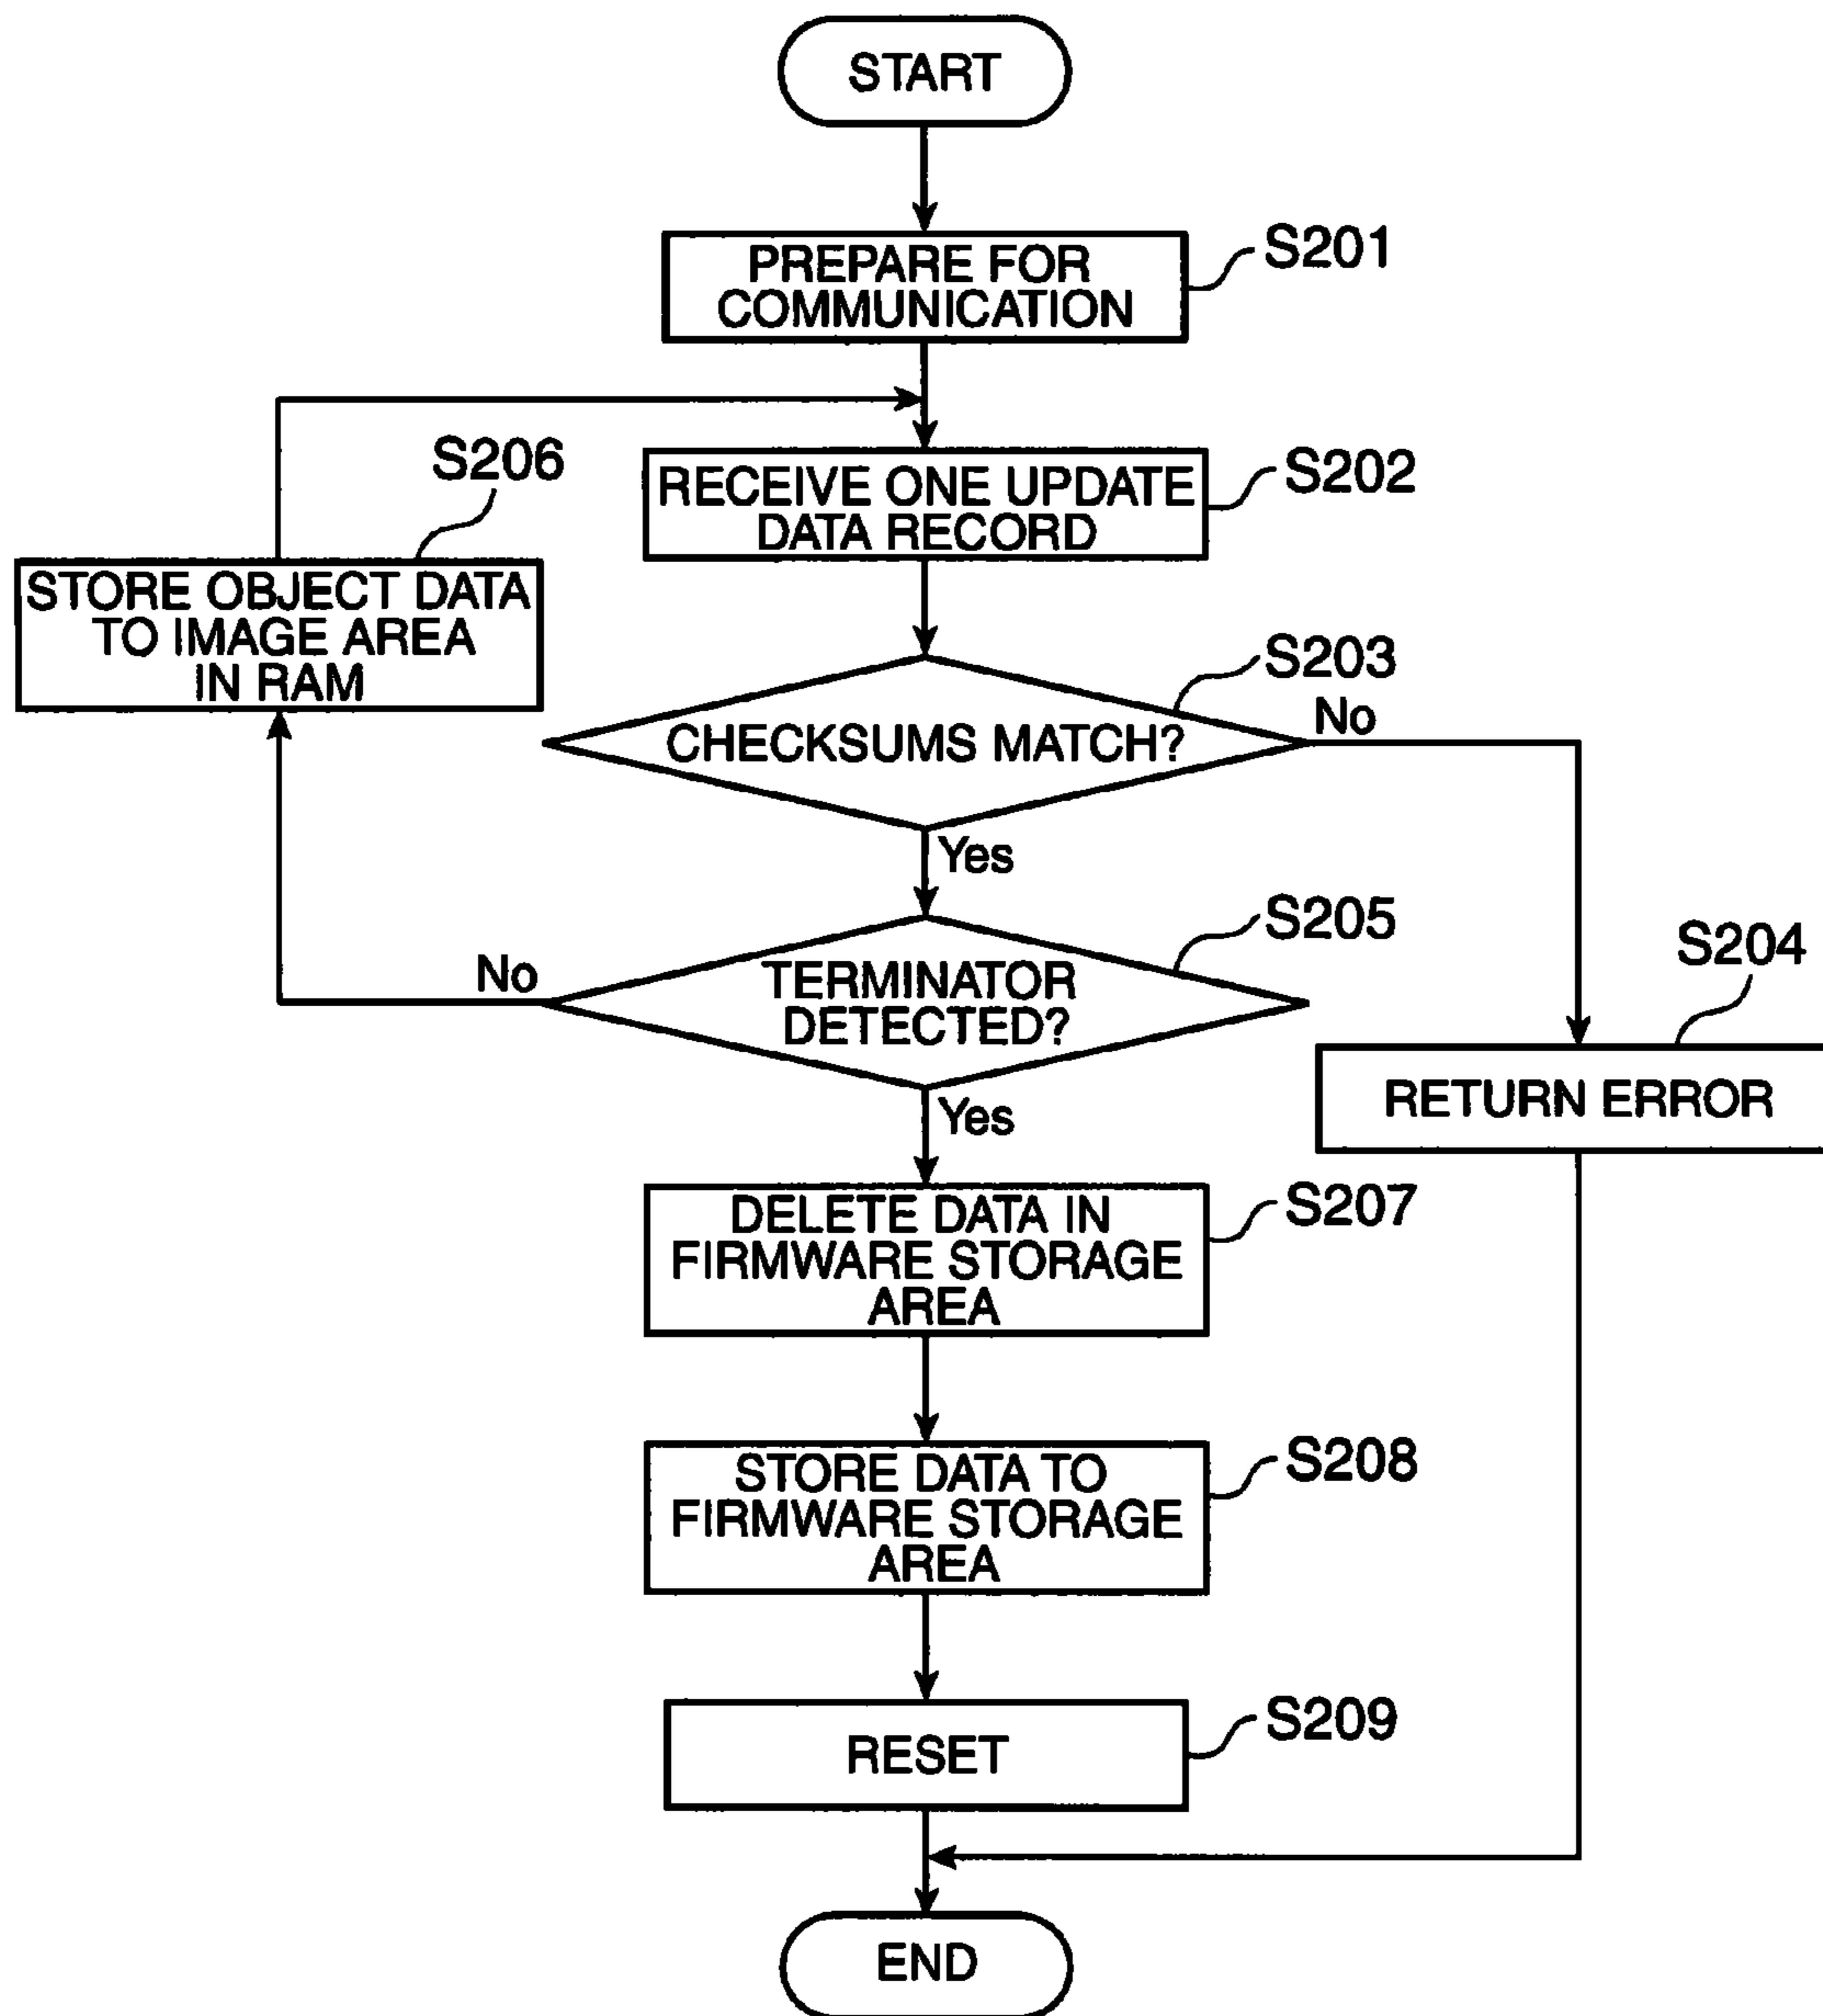 START
PREPARE FOR
COMMUNICATION
S201
S206
RECEIVE ONE UPDATE
DATA RECORD
S202
STORE OBJECT DATA
TO IMAGE AREA
IN RAM
S203
CHECKSUMS MATCH?
No
Yes
S205
S204
No
TERMINATOR
DETECTED?
RETURN ERROR
Yes
DELETE DATA IN
FIRMWARE STORAGE
AREA
S207
STORE DATA TO
FIRMWARE STORAGE
AREA
S208
RESET
S209
END